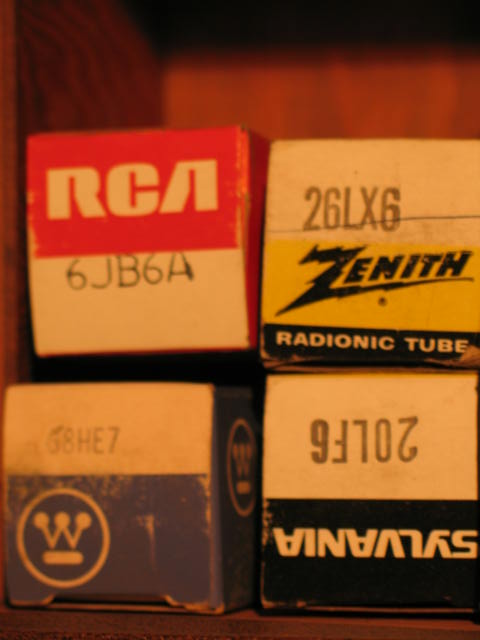 RCA
6JB6A
26LX6
ZENITH
®
RADIONIC TUBE
38HE7
W
20LF6
SYLVANIA